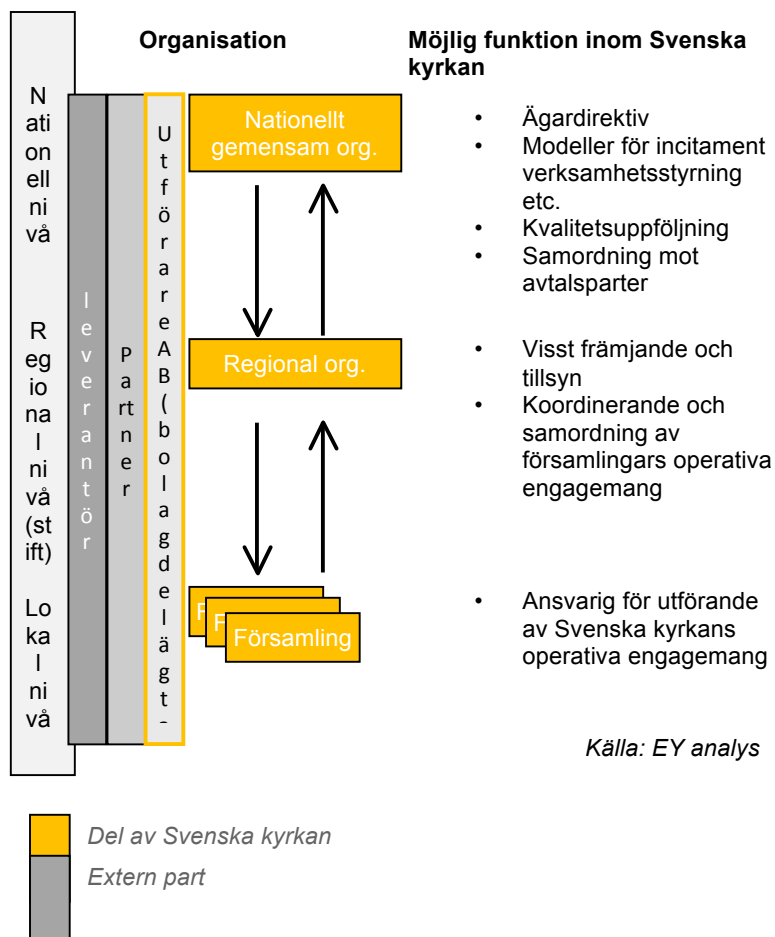 Organisation
Möjlig funktion inom Svenska
kyrkan
N
ati
on
ell
ni
vå
R
eg
io
na
l
ni
vå
(st
ift)
Lo
ka
l
ni
vå
l
e
v
e
r
a
n
t
ö
r
P
a
rt
n
e
r
U
t
f
ö
r
a
r
e
A
B
(
b
o
l
a
g
d
e
l
ä
g
t
Nationellt
gemensam org.
Regional org.
F
F
Församling
• Ägardirektiv
• Modeller för incitament
verksamhetsstyrning
etc.
• Kvalitetsuppföljning
• Samordning mot
avtalsparter
• Visst främjande och
tillsyn
• Koordinerande och
samordning av
församlingars operativa
engagemang
• Ansvarig för utförande
av Svenska kyrkans
operativa engagemang
Källa: EY analys
Del av Svenska kyrkan
Extern part